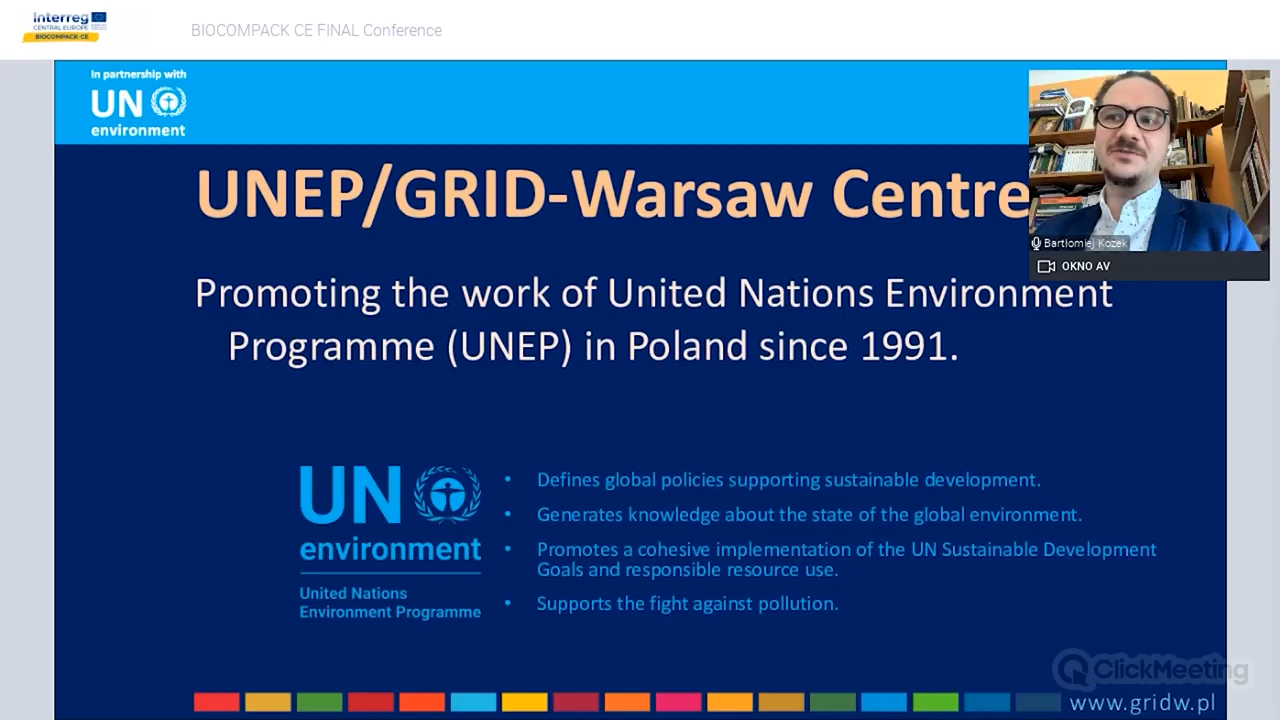 Interreg
CENTRAL EUROPE
BIOCOMPACK-CE
BIOCOMPACK CE FINAL Conference
In partnership with
UN
environment
UNEP/GRID-Warsaw Centre
Bartłomiej Kozek
OKNO AV
Promoting the work of United Nations Environment
Programme (UNEP) in Poland since 1991.
UN
environment
United Nations
Environment Programme
• Defines global policies supporting sustainable development.
• Generates knowledge about the state of the global environment.
• Promotes a cohesive implementation of the UN Sustainable Development
Goals and responsible resource use.
• Supports the fight against pollution.
ClickMeeting
www.gridw.pl